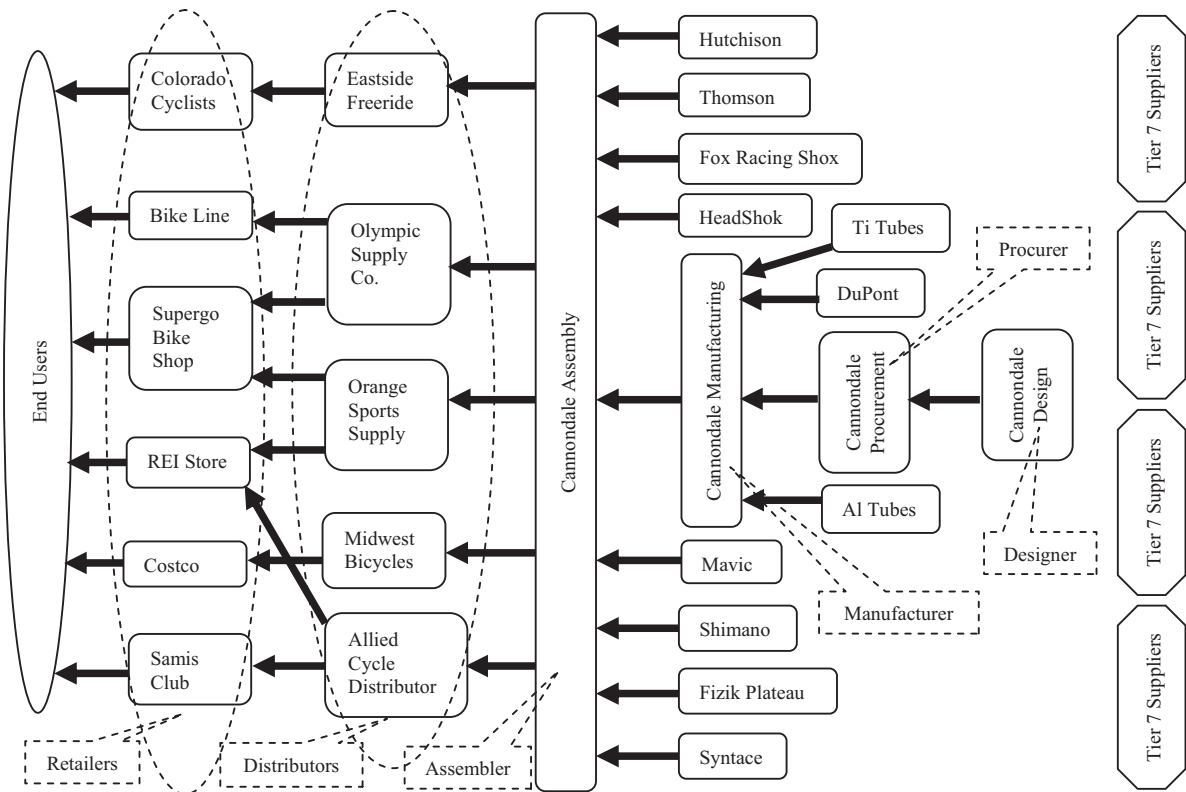 End Users
Colorado
Cyclists
Bike Line
Supergo
Bike
Shop
REI Store
Costco
Samis
Club
Retailers
Eastside
Freeride
Olympic
Supply
Co.
Orange
Sports
Supply
Midwest
Bicycles
Allied
Cycle
Distributor
Distributors
Cannondale Assembly
Assembler
Hutchison
Thomson
Fox Racing Shox
HeadShok
Cannondale Manufacturing
Mavic
Shimano
Fizik Plateau
Syntace
Ti Tubes
DuPont
Cannondale
Procurement
Al Tubes
Manufacturer
Procurer
Cannondale
Design
Designer
Tier 7 Suppliers
Tier 7 Suppliers
Tier 7 Suppliers
Tier 7 Suppliers